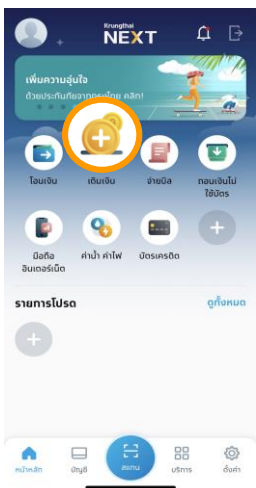 Krungthai
NEXT
เพิ่มความอุ่นใจ
ด้วยประกันภัยจากกรุงไทย คลิก!
โอนเงิน
เติมเงิน
จ่ายบิล
ถอนเงินไม่
ใช้บัตร
มือถือ
อินเตอร์เน็ต
ค่าน้ำ ค่าไฟ
บัตรเครดิต
รายการโปรด
ดูทั้งหมด
หน้าหลัก
บัญชี
สแกน
บริการ
ตั้งค่า